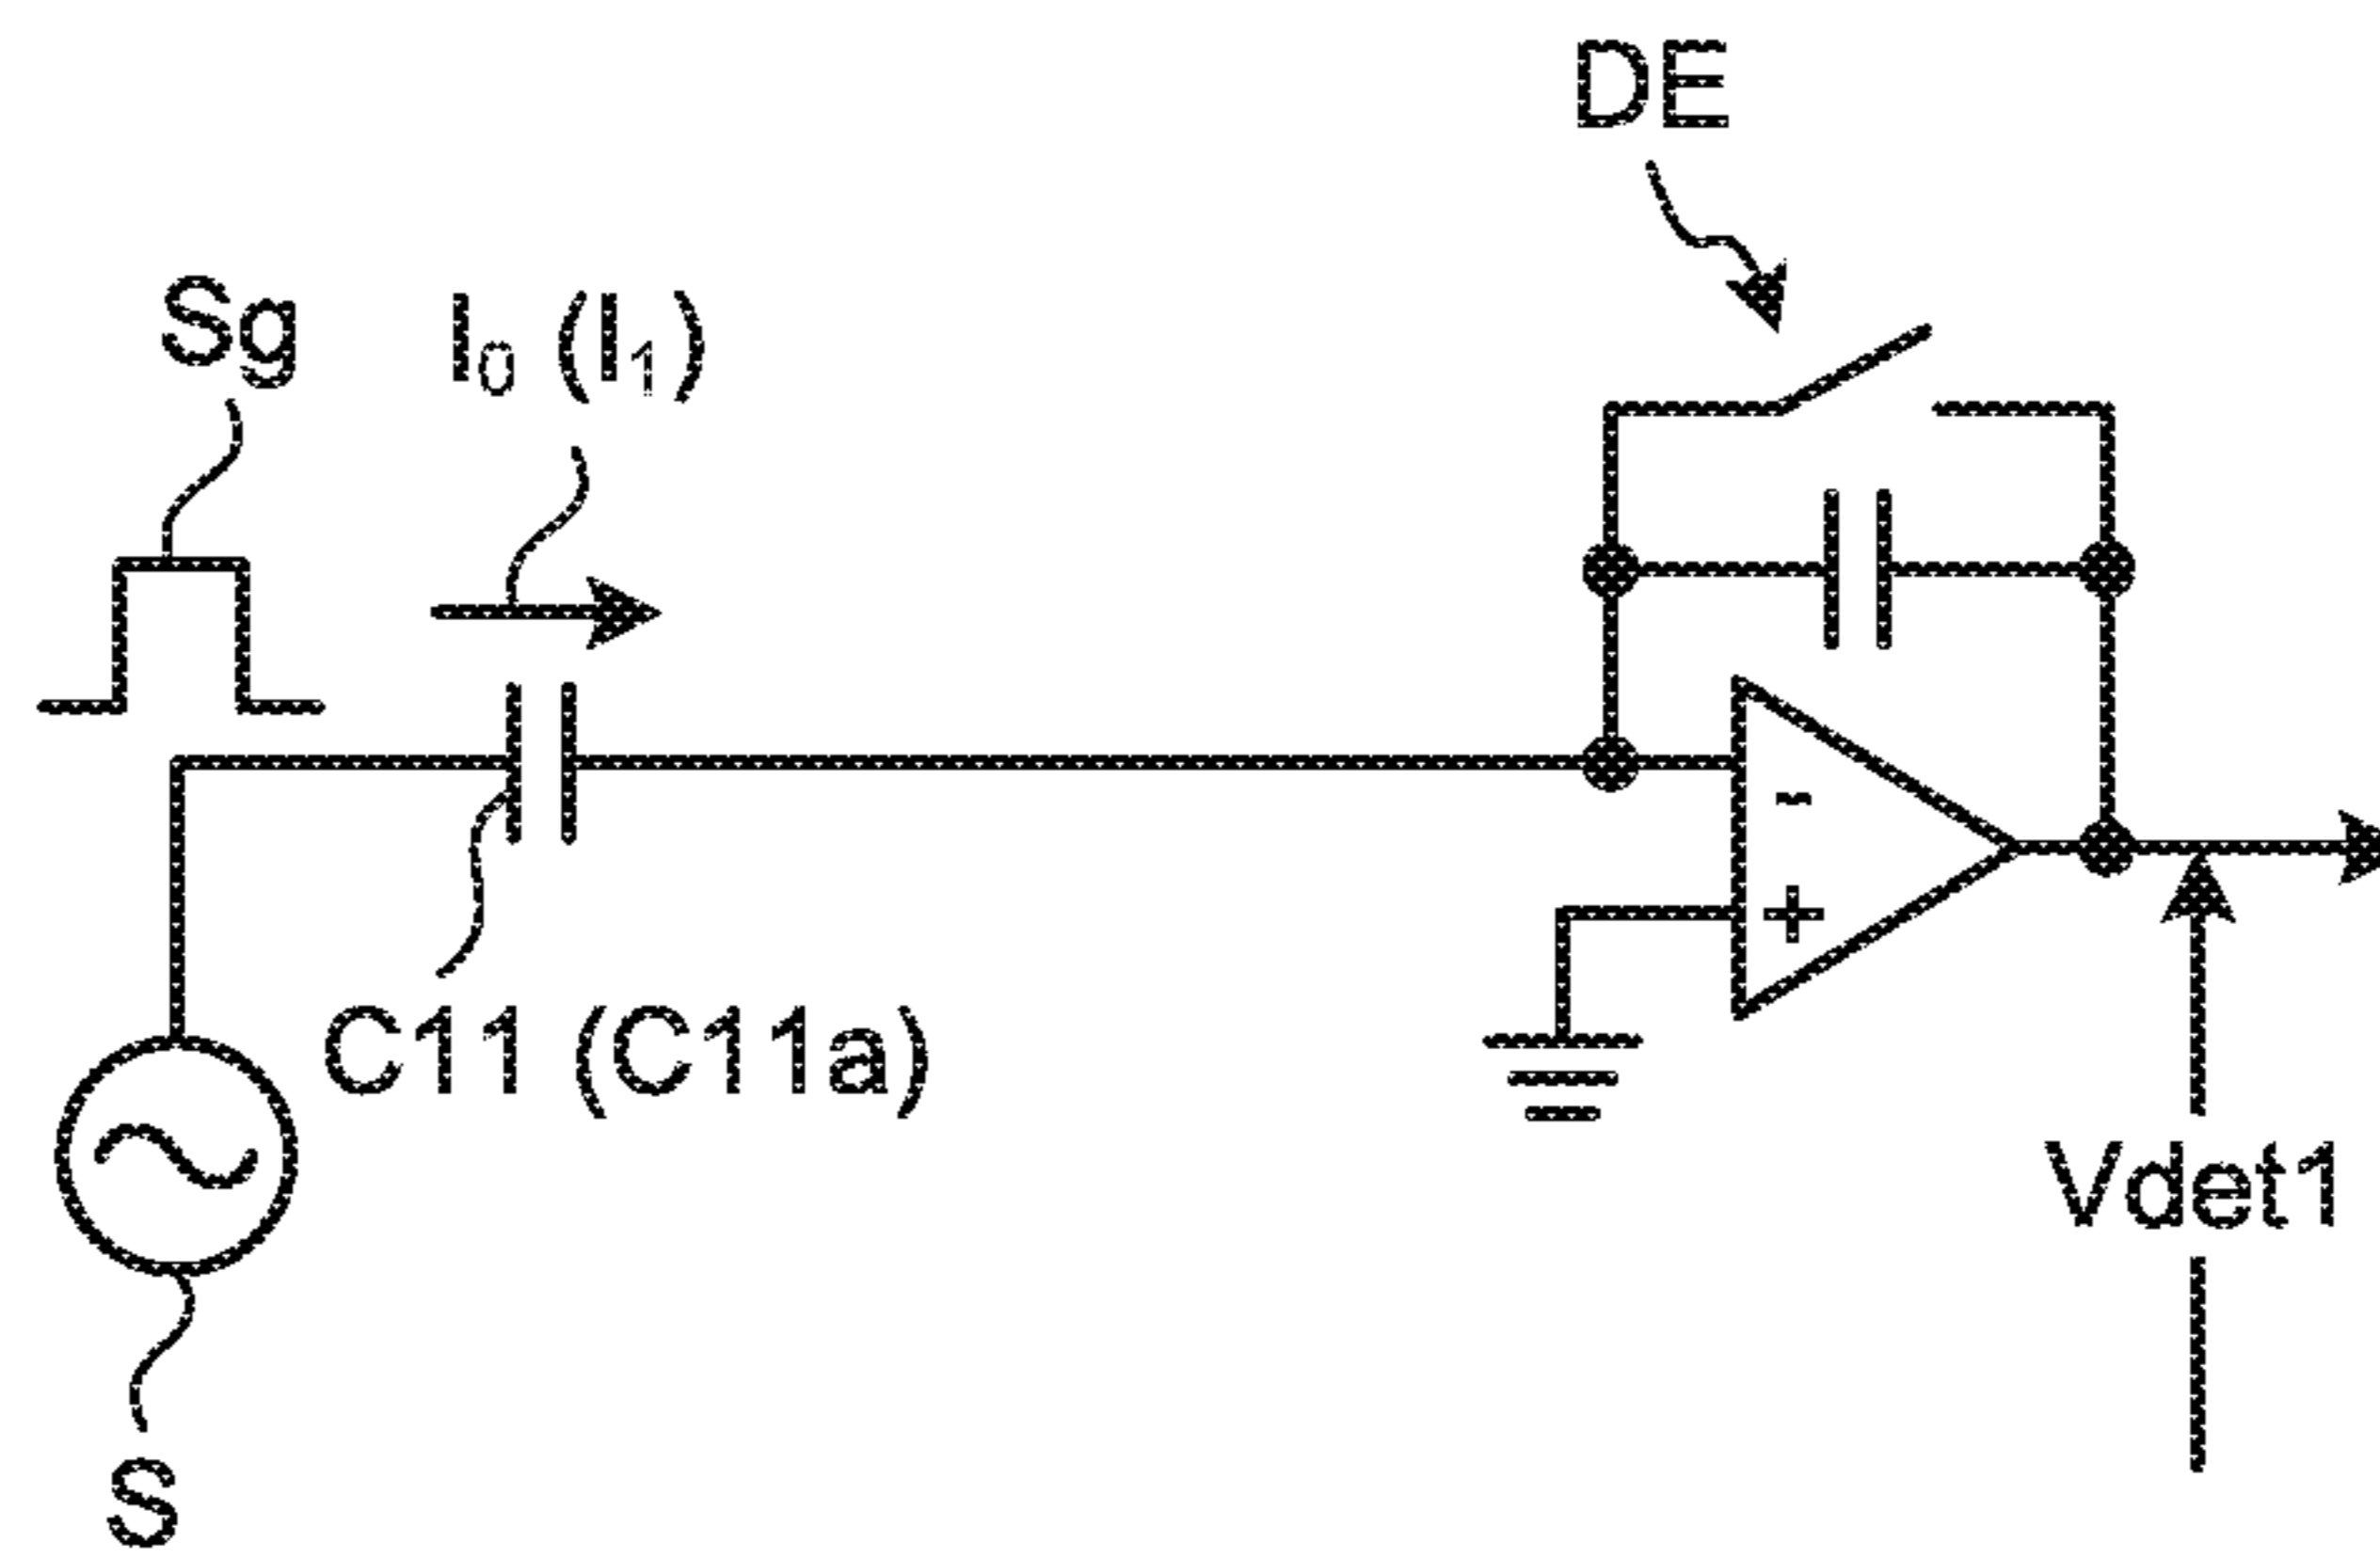 DE
Sg
I₀ (I₁)
-
+
C11 (C11a)
Vdet1
S